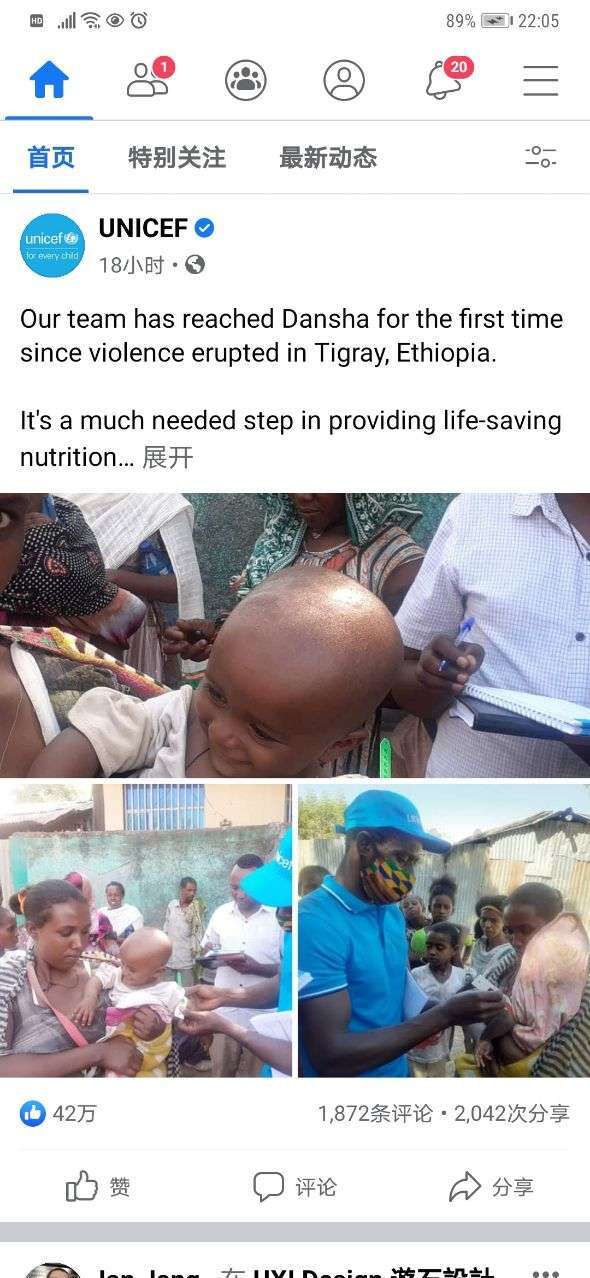 HD
89% 22:05
1
20
首页 特别关注 最新动态
unicef
for every child
UNICEF
18小时 ·
Our team has reached Dansha for the first time
since violence erupted in Tigray, Ethiopia.
It's a much needed step in providing life-saving
nutrition... 展开
42万
1,872条评论 · 2,042次分享
赞 评论 分享
在 UXI Design 游石設計